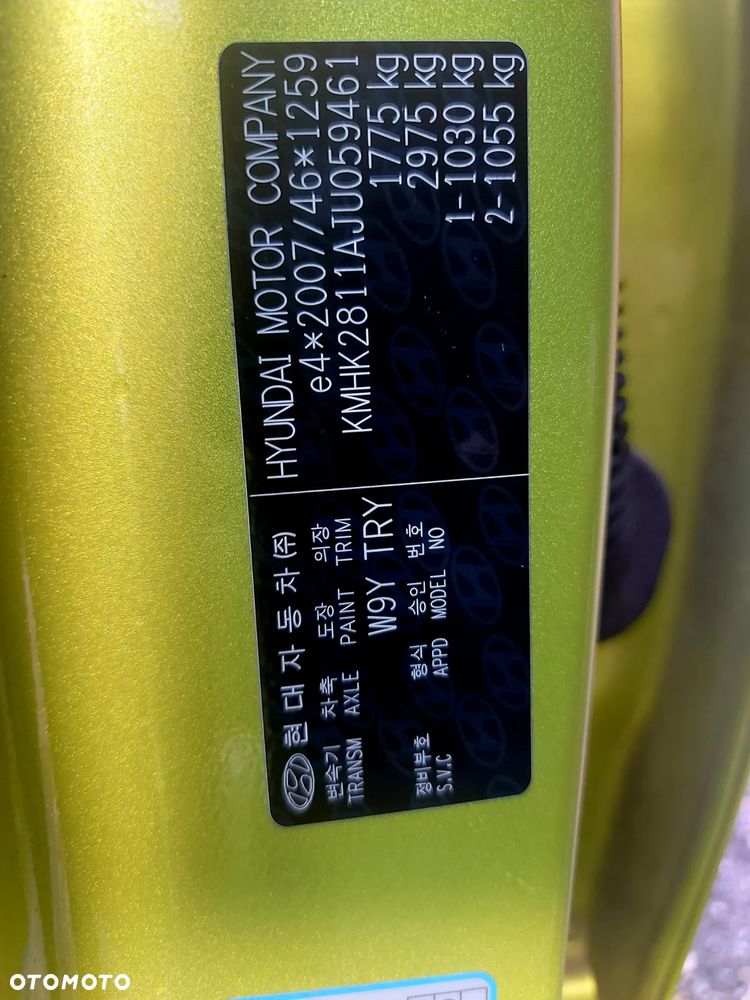 현대자동차(주)
변속기 차축 도장 의장
TRANSM AXLE PAINT TRIM
W9Y TRY
정비부호 형식 승인 번호
S.V.C APPD MODEL NO
HYUNDAI MOTOR COMPANY
e4*2007/46*1259
KMHK2811AJU059461
1775 kg
2975 kg
1-1030 kg
2-1055 kg
OTOMOTO